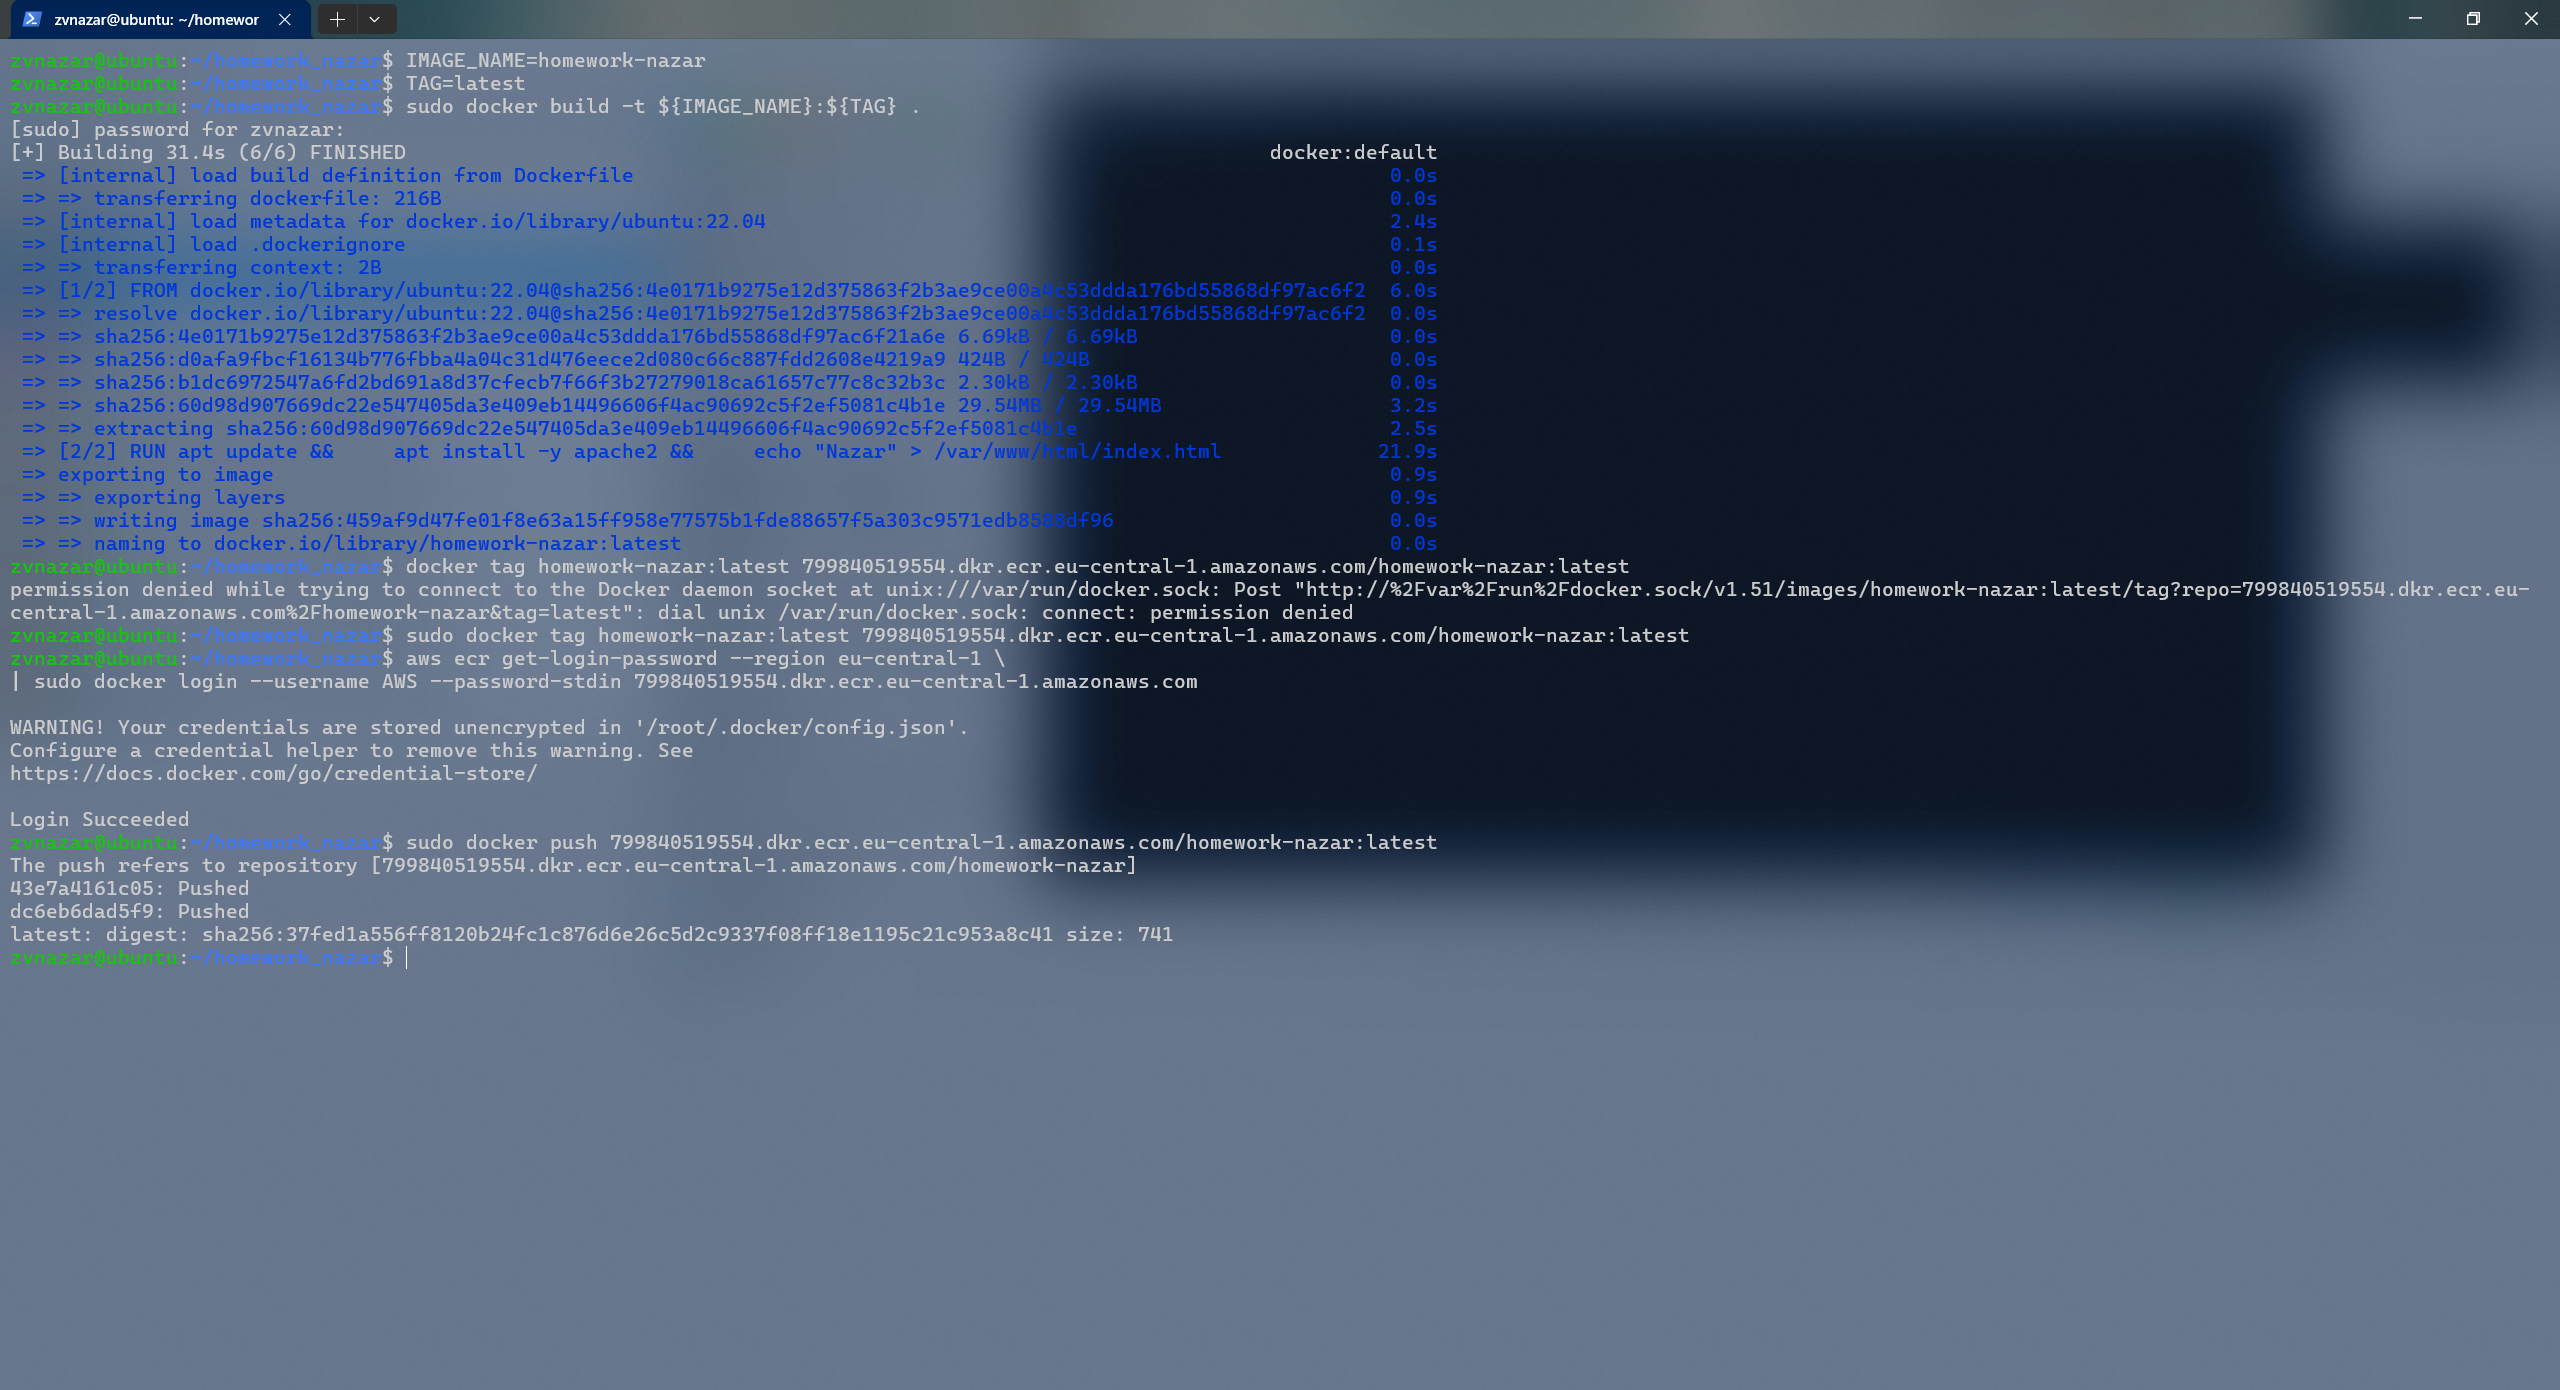 zvnazar@ubuntu: ~/homewor
zvnazar@ubuntu:~/homework_nazar$ IMAGE_NAME=homework-nazar
zvnazar@ubuntu:~/homework_nazar$ TAG=latest
zvnazar@ubuntu:~/homework_nazar$ sudo docker build -t ${IMAGE_NAME}:${TAG} .
[sudo] password for zvnazar:
[+] Building 31.4s (6/6) FINISHED docker:default
=> [internal] load build definition from Dockerfile 0.0s
=> => transferring dockerfile: 216B 0.0s
=> [internal] load metadata for docker.io/library/ubuntu:22.04 2.4s
=> [internal] load .dockerignore 0.1s
=> => transferring context: 2B 0.0s
=> [1/2] FROM docker.io/library/ubuntu:22.04@sha256:4e0171b9275e12d375863f2b3ae9ce00a4c53ddda176bd55868df97ac6f2 6.0s
=> => resolve docker.io/library/ubuntu:22.04@sha256:4e0171b9275e12d375863f2b3ae9ce00a4c53ddda176bd55868df97ac6f2 0.0s
=> => sha256:4e0171b9275e12d375863f2b3ae9ce00a4c53ddda176bd55868df97ac6f21a6e 6.69kB / 6.69kB 0.0s
=> => sha256:d0afa9fbcf16134b776fbba4a04c31d476eece2d080c66c887fdd2608e4219a9 424B / 424B 0.0s
=> => sha256:b1dc6972547a6fd2bd691a8d37cfecb7f66f3b27279018ca61657c77c8c32b3c 2.30kB / 2.30kB 0.0s
=> => sha256:60d98d907669dc22e547405da3e409eb14496606f4ac90692c5f2ef5081c4b1e 29.54MB / 29.54MB 3.2s
=> => extracting sha256:60d98d907669dc22e547405da3e409eb14496606f4ac90692c5f2ef5081c4b1e 2.5s
=> [2/2] RUN apt update &&     apt install -y apache2 &&     echo "Nazar" > /var/www/html/index.html 21.9s
=> exporting to image 0.9s
=> => exporting layers 0.9s
=> => writing image sha256:459af9d47fe01f8e63a15ff958e77575b1fde88657f5a303c9571edb8588df96 0.0s
=> => naming to docker.io/library/homework-nazar:latest 0.0s
zvnazar@ubuntu:~/homework_nazar$ docker tag homework-nazar:latest 799840519554.dkr.ecr.eu-central-1.amazonaws.com/homework-nazar:latest
permission denied while trying to connect to the Docker daemon socket at unix:///var/run/docker.sock: Post "http://%2Fvar%2Frun%2Fdocker.sock/v1.51/images/homework-nazar:latest/tag?repo=799840519554.dkr.ecr.eu-
central-1.amazonaws.com%2Fhomework-nazar&tag=latest": dial unix /var/run/docker.sock: connect: permission denied
zvnazar@ubuntu:~/homework_nazar$ sudo docker tag homework-nazar:latest 799840519554.dkr.ecr.eu-central-1.amazonaws.com/homework-nazar:latest
zvnazar@ubuntu:~/homework_nazar$ aws ecr get-login-password --region eu-central-1 \
| sudo docker login --username AWS --password-stdin 799840519554.dkr.ecr.eu-central-1.amazonaws.com
WARNING! Your credentials are stored unencrypted in '/root/.docker/config.json'.
Configure a credential helper to remove this warning. See
https://docs.docker.com/go/credential-store/
Login Succeeded
zvnazar@ubuntu:~/homework_nazar$ sudo docker push 799840519554.dkr.ecr.eu-central-1.amazonaws.com/homework-nazar:latest
The push refers to repository [799840519554.dkr.ecr.eu-central-1.amazonaws.com/homework-nazar]
43e7a4161c05: Pushed
dc6eb6dad5f9: Pushed
latest: digest: sha256:37fed1a556ff8120b24fc1c876d6e26c5d2c9337f08ff18e1195c21c953a8c41 size: 741
zvnazar@ubuntu:~/homework_nazar$